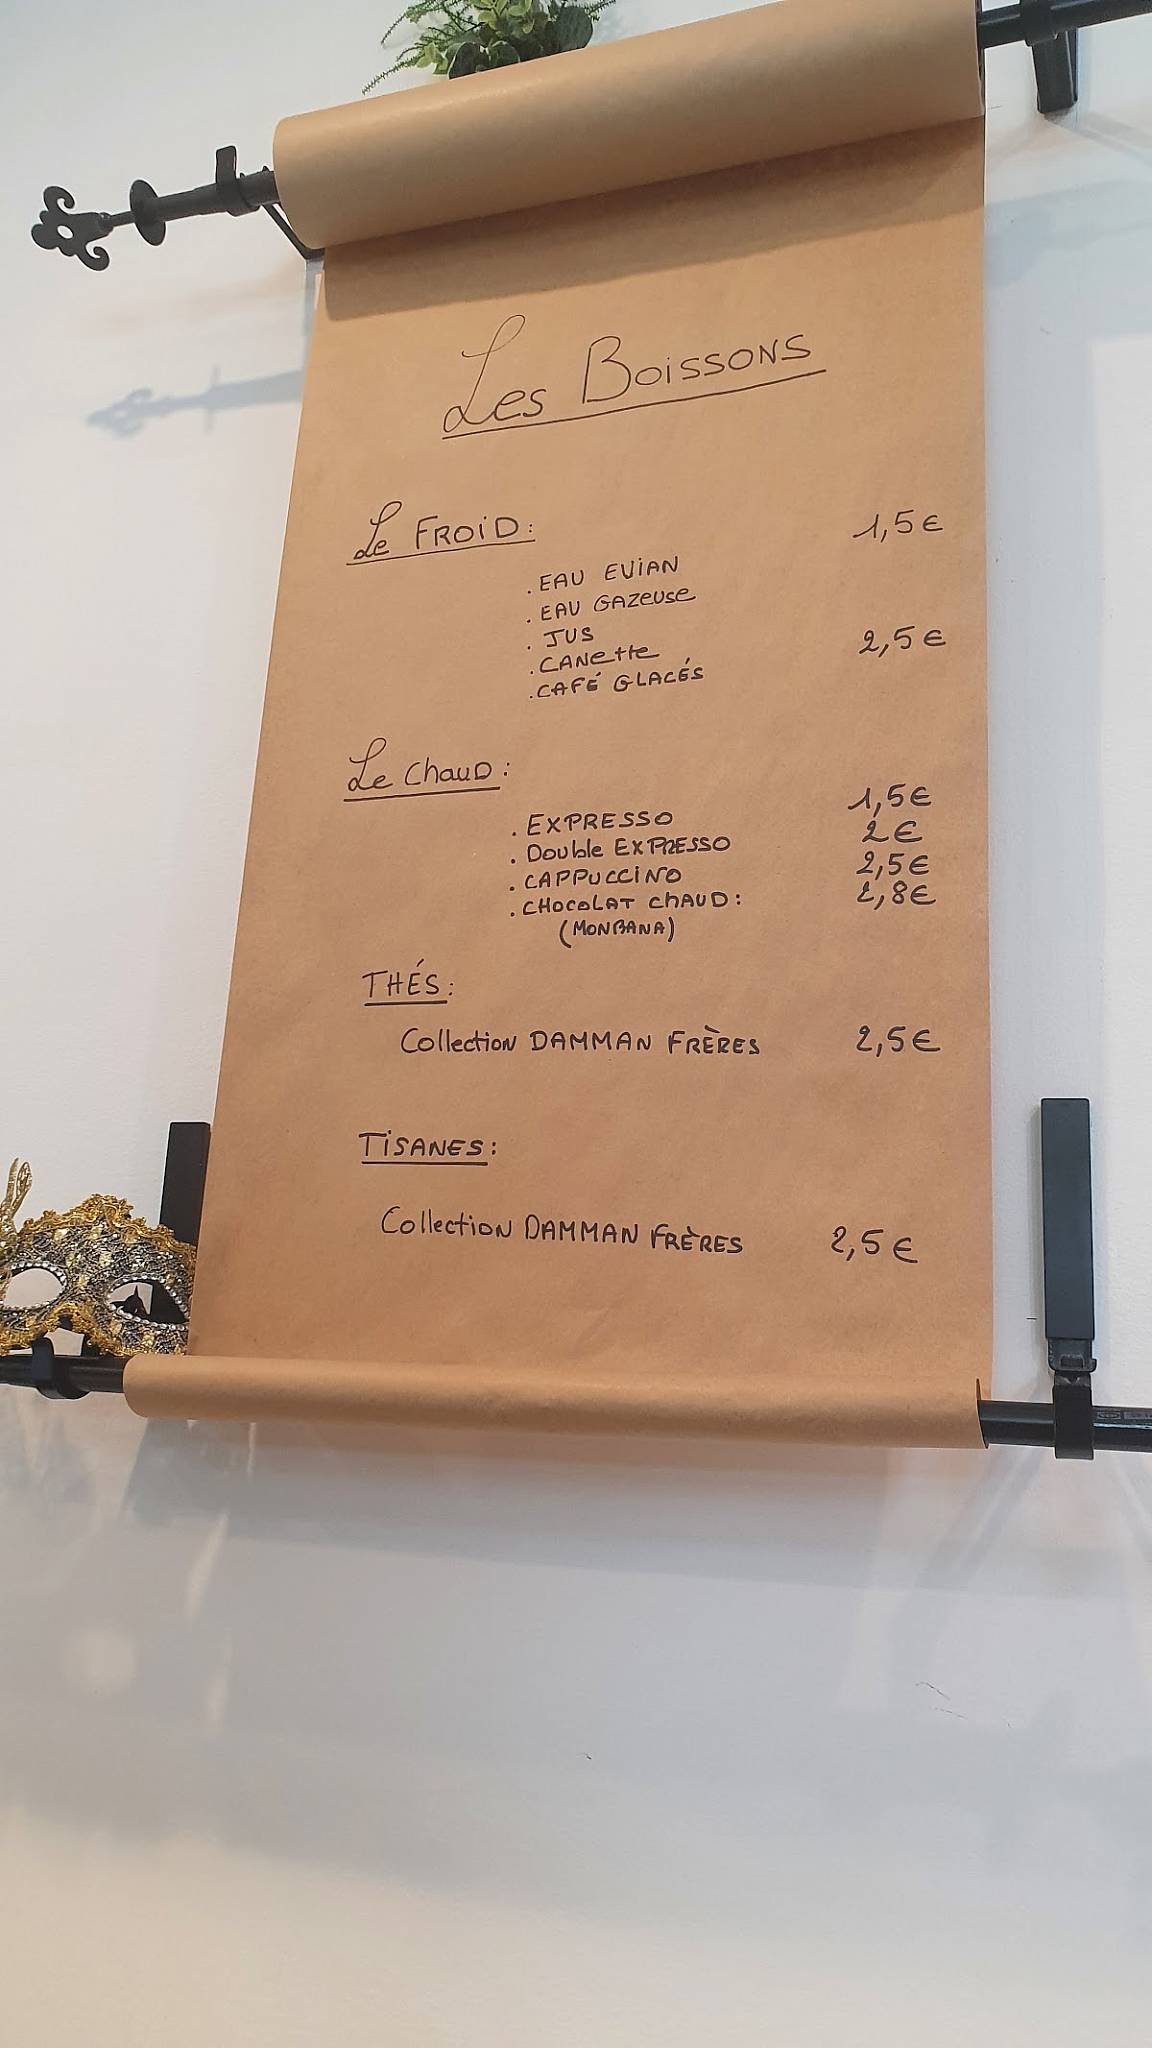 Les Boissons
Le FROID: 1,5€
. EAU EVIAN
. EAU GAZEUSE
. JUS
. CANETTE 2,5€
. CAFÉ GLACÉS
Le CHAUD:
. EXPRESSO 1,5€
. Double EXPRESSO 2€
. CAPPUCCINO 2,5€
. CHOCOLAT CHAUD: 2,8€
(MONBANA)
THÉS:
Collection DAMMAN FRÈRES 2,5€
TISANES:
Collection DAMMAN FRÈRES 2,5€